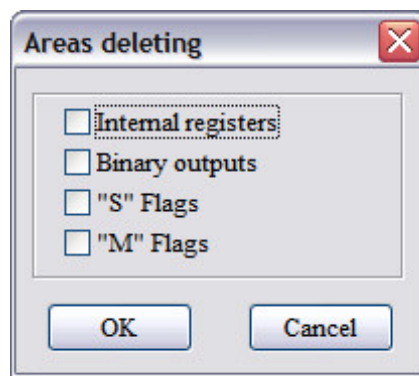 Areas deleting
Internal registers
Binary outputs
"S" Flags
"M" Flags
OK Cancel